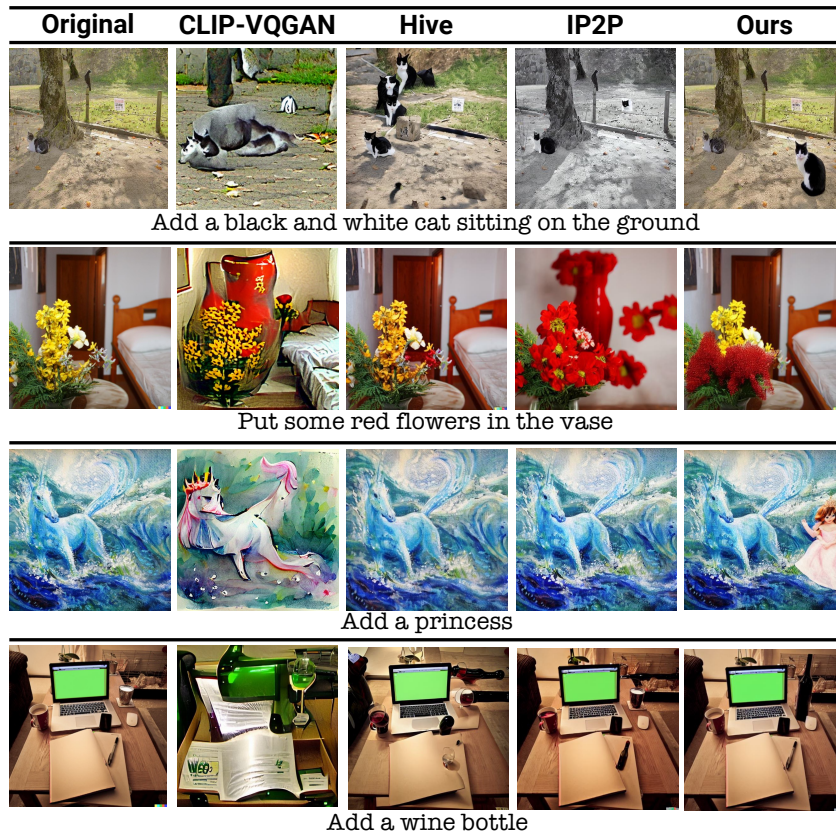 Original CLIP-VQGAN Hive IP2P Ours
Add a black and white cat sitting on the ground
Put some red flowers in the vase
Add a princess
Add a wine bottle